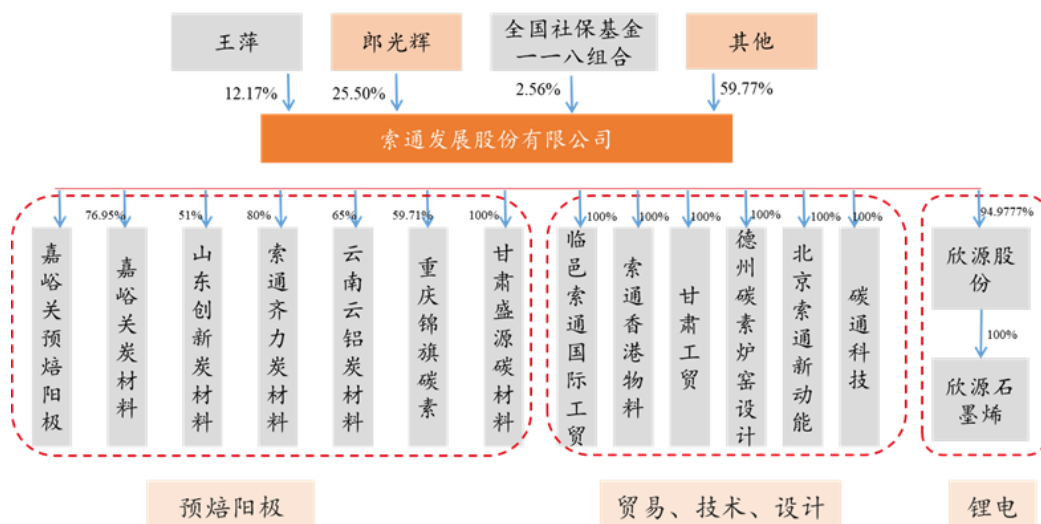 王萍
郎光辉
全国社保基金
一一八组合
其他
12.17%
25.50%
2.56%
59.77%
索通发展股份有限公司
76.95%
51%
80%
65%
59.71%
100%
100%
100%
100%
100%
100%
100%
94.9777%
嘉峪关预焙阳极
嘉峪关炭材料
山东创新炭材料
索通齐力炭材料
云南云铝炭材料
重庆锦旗碳素
甘肃盛源碳材料
临邑索通国际工贸
索通香港物料
甘肃工贸
德州碳素炉窑设计
北京索通新动能
碳通科技
欣源股
份
100%
欣源石
墨烯
预焙阳极
贸易、技术、设计
锂电